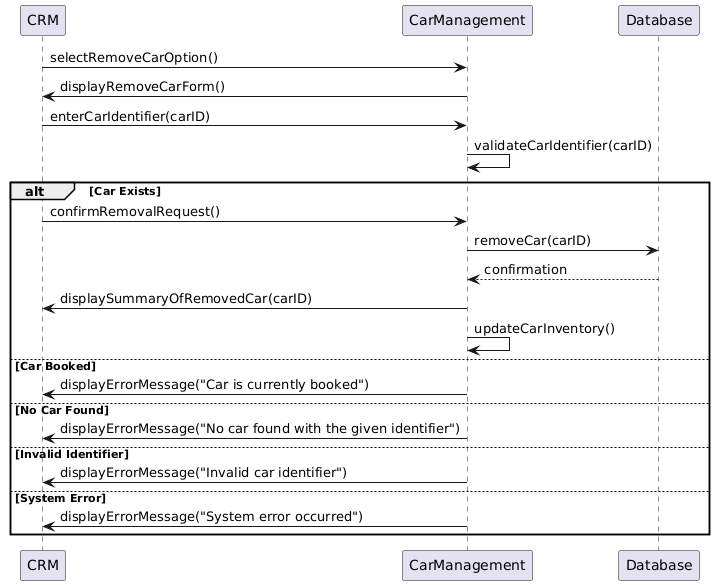 CRM CarManagement Database
selectRemoveCarOption()
displayRemoveCarForm()
enterCarIdentifier(carID)
validateCarIdentifier(carID)
alt [Car Exists]
confirmRemovalRequest()
removeCar(carID)
confirmation
displaySummaryOfRemovedCar(carID)
updateCarInventory()
[Car Booked]
displayErrorMessage("Car is currently booked")
[No Car Found]
displayErrorMessage("No car found with the given identifier")
[Invalid Identifier]
displayErrorMessage("Invalid car identifier")
[System Error]
displayErrorMessage("System error occurred")
CRM CarManagement Database